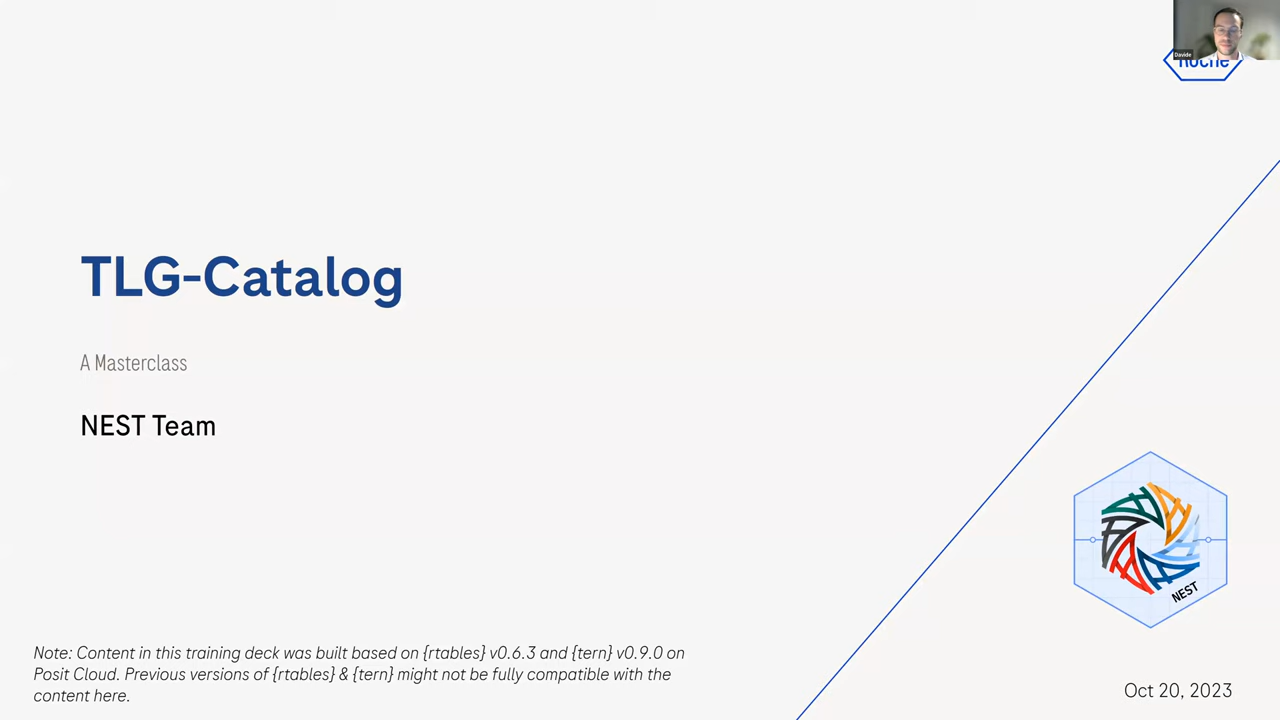 Davide
Roche
TLG-Catalog
A Masterclass
NEST Team
NEST
Note: Content in this training deck was built based on {rtables} v0.6.3 and {tern} v0.9.0 on
Posit Cloud. Previous versions of {rtables} & {tern} might not be fully compatible with the
content here.
Oct 20, 2023